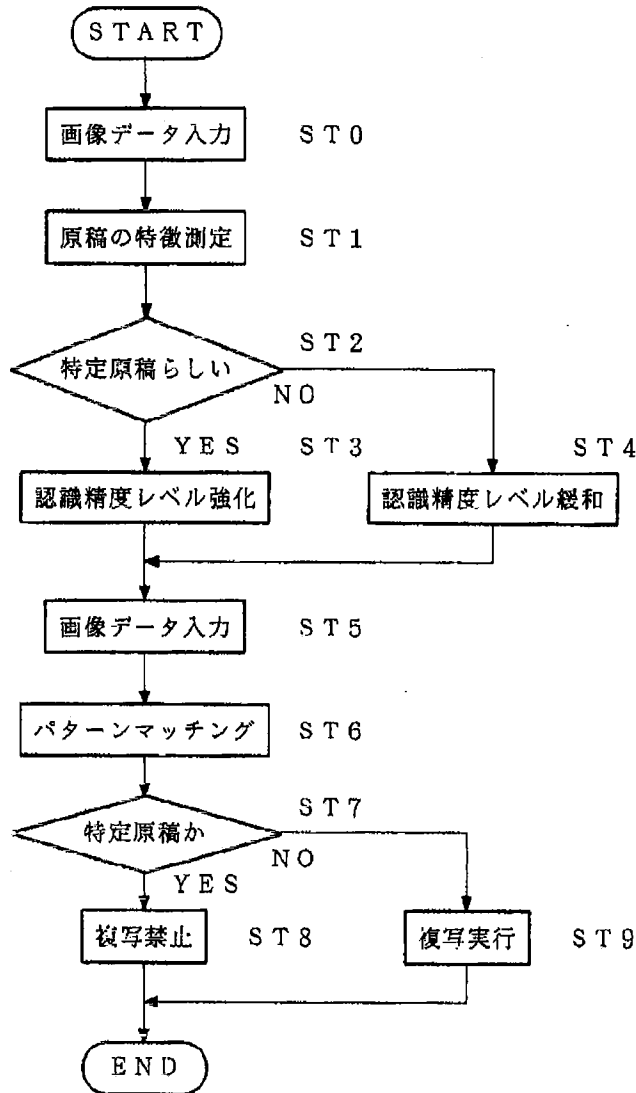 START
画像データ入力 ST0
原稿の特徴測定 ST1
特定原稿らしい ST2
NO
YES ST3 ST4
認識精度レベル強化 認識精度レベル緩和
画像データ入力 ST5
パターンマッチング ST6
特定原稿か ST7
NO
YES
複写禁止 ST8 複写実行 ST9
END